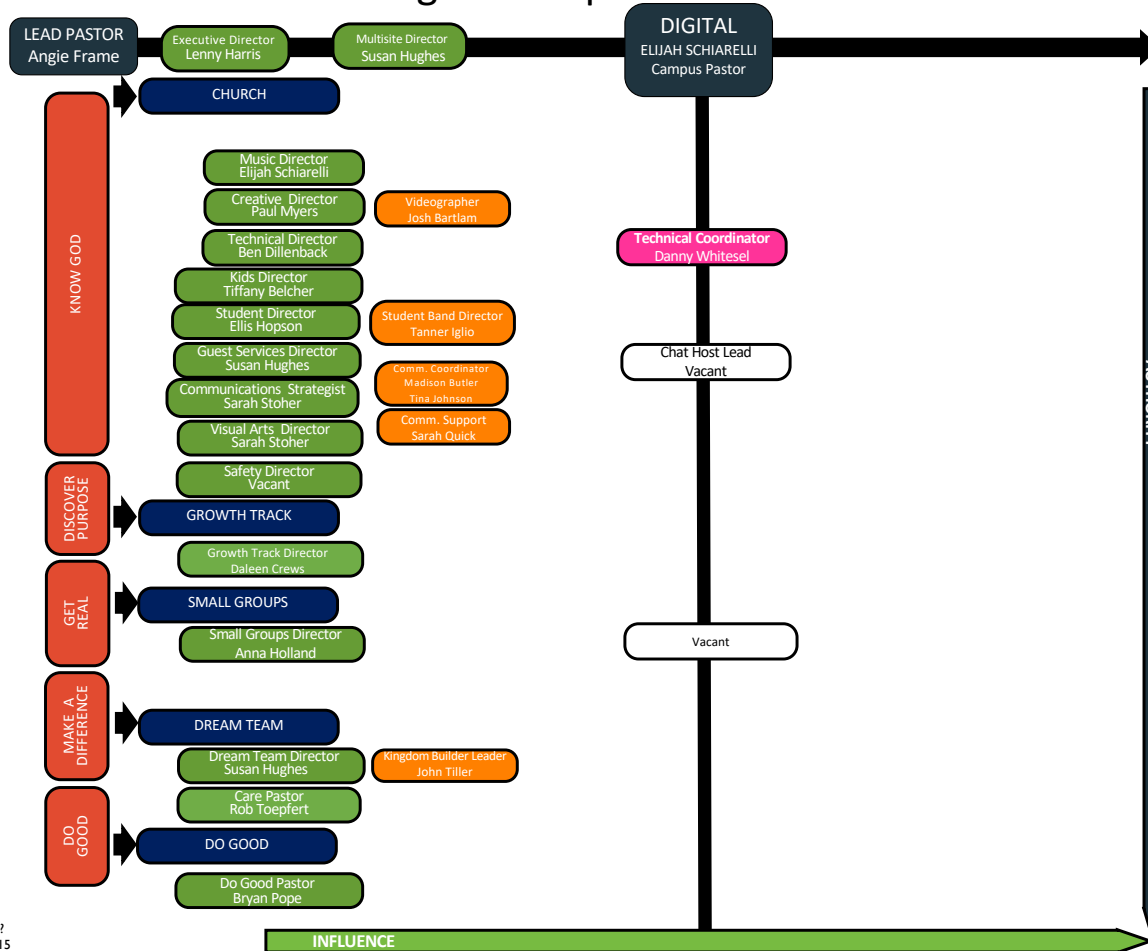 LEAD PASTOR
Angie Frame
Executive Director
Lenny Harris
Multisite Director
Susan Hughes
DIGITAL
ELIJAH SCHIARELLI
Campus Pastor
KNOW GOD
CHURCH
Music Director
Elijah Schiarelli
Creative Director
Paul Myers
Videographer
Josh Bartlam
Technical Director
Ben Dillenback
Technical Coordinator
Danny Whitesel
Kids Director
Tiffany Belcher
Student Director
Ellis Hopson
Student Band Director
Tanner Iglio
Guest Services Director
Susan Hughes
Chat Host Lead
Vacant
Comm. Coordinator
Madison Butler
Tina Johnson
Communications Strategist
Sarah Stoher
Comm. Support
Sarah Quick
Visual Arts Director
Sarah Stoher
Safety Director
Vacant
DISCOVER
PURPOSE
GROWTH TRACK
Growth Track Director
Daleen Crews
GET
REAL
SMALL GROUPS
Small Groups Director
Anna Holland
Vacant
MAKE A
DIFFERENCE
DREAM TEAM
Dream Team Director
Susan Hughes
Kingdom Builder Leader
John Tiller
Care Pastor
Rob Toepfert
DO
GOOD
DO GOOD
Do Good Pastor
Bryan Pope
?
15
INFLUENCE